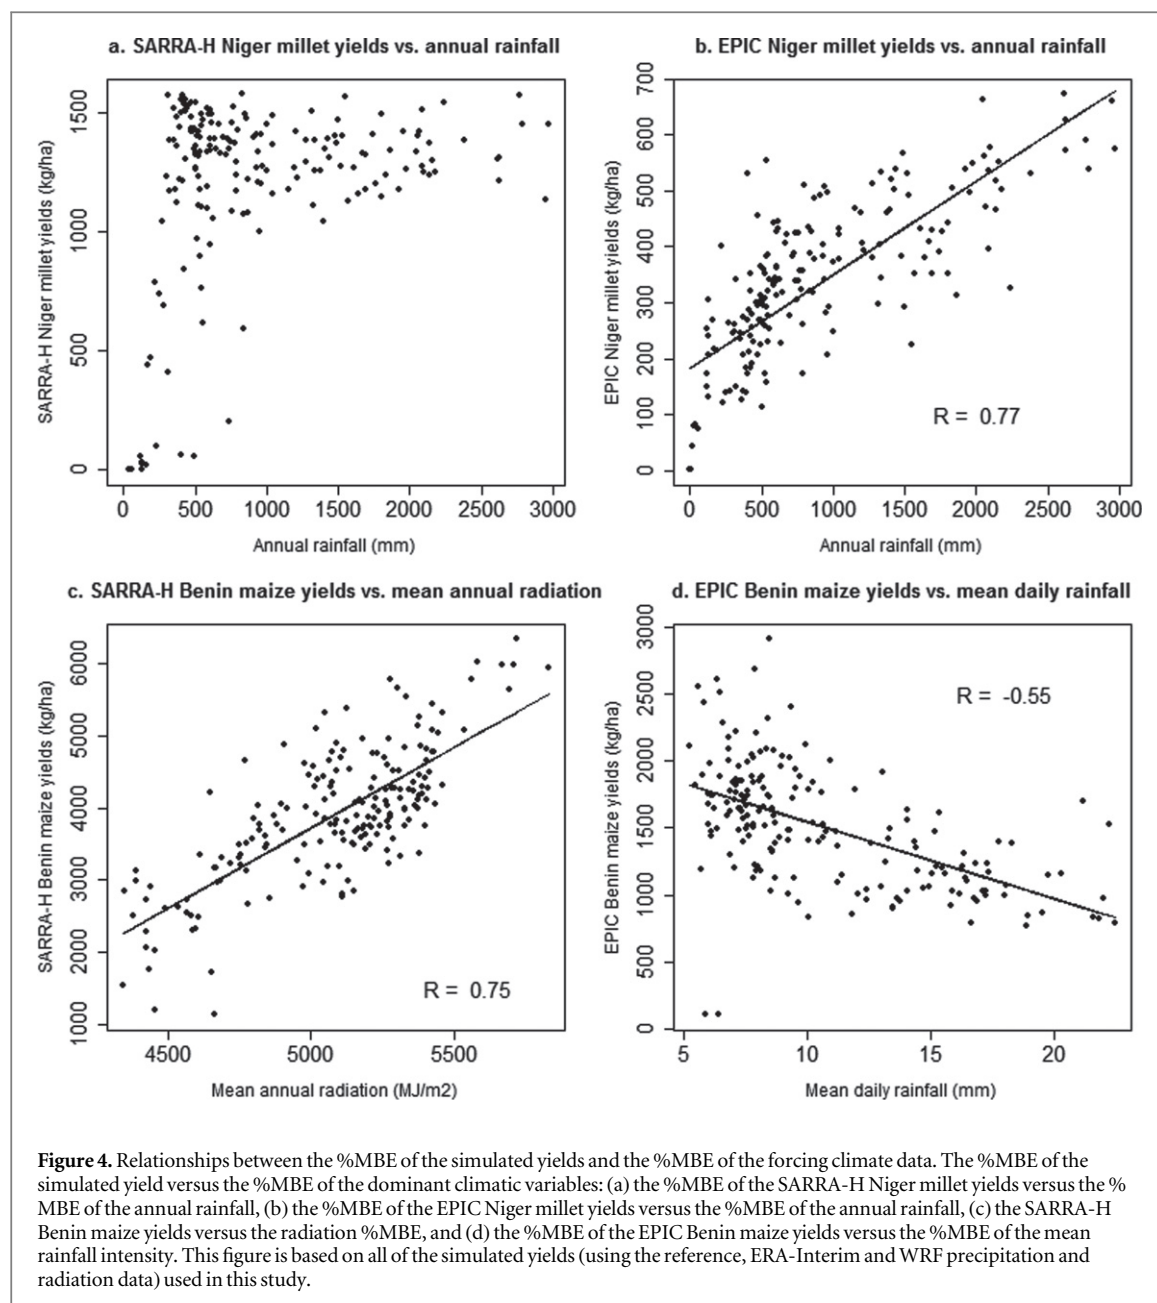 a. SARRA-H Niger millet yields vs. annual rainfall
SARRA-H Niger millet yields (kg/ha)
1500
1000
500
0
0 500 1000 1500 2000 2500 3000
Annual rainfall (mm)
b. EPIC Niger millet yields vs. annual rainfall
EPIC Niger millet yields (kg/ha)
700
600
500
400
300
200
100
0
R = 0.77
0 500 1000 1500 2000 2500 3000
Annual rainfall (mm)
c. SARRA-H Benin maize yields vs. mean annual radiation
SARRA-H Benin maize yields (kg/ha)
6000
5000
4000
3000
2000
1000
R = 0.75
4500 5000 5500
Mean annual radiation (MJ/m2)
d. EPIC Benin maize yields vs. mean daily rainfall
EPIC Benin maize yields (kg/ha)
3000
2500
2000
1500
1000
500
0
R = -0.55
5 10 15 20
Mean daily rainfall (mm)
Figure 4. Relationships between the %MBE of the simulated yields and the %MBE of the forcing climate data. The %MBE of the
simulated yield versus the %MBE of the dominant climatic variables: (a) the %MBE of the SARRA-H Niger millet yields versus the %
MBE of the annual rainfall, (b) the %MBE of the EPIC Niger millet yields versus the %MBE of the annual rainfall, (c) the SARRA-H
Benin maize yields versus the radiation %MBE, and (d) the %MBE of the EPIC Benin maize yields versus the %MBE of the mean
rainfall intensity. This figure is based on all of the simulated yields (using the reference, ERA-Interim and WRF precipitation and
radiation data) used in this study.